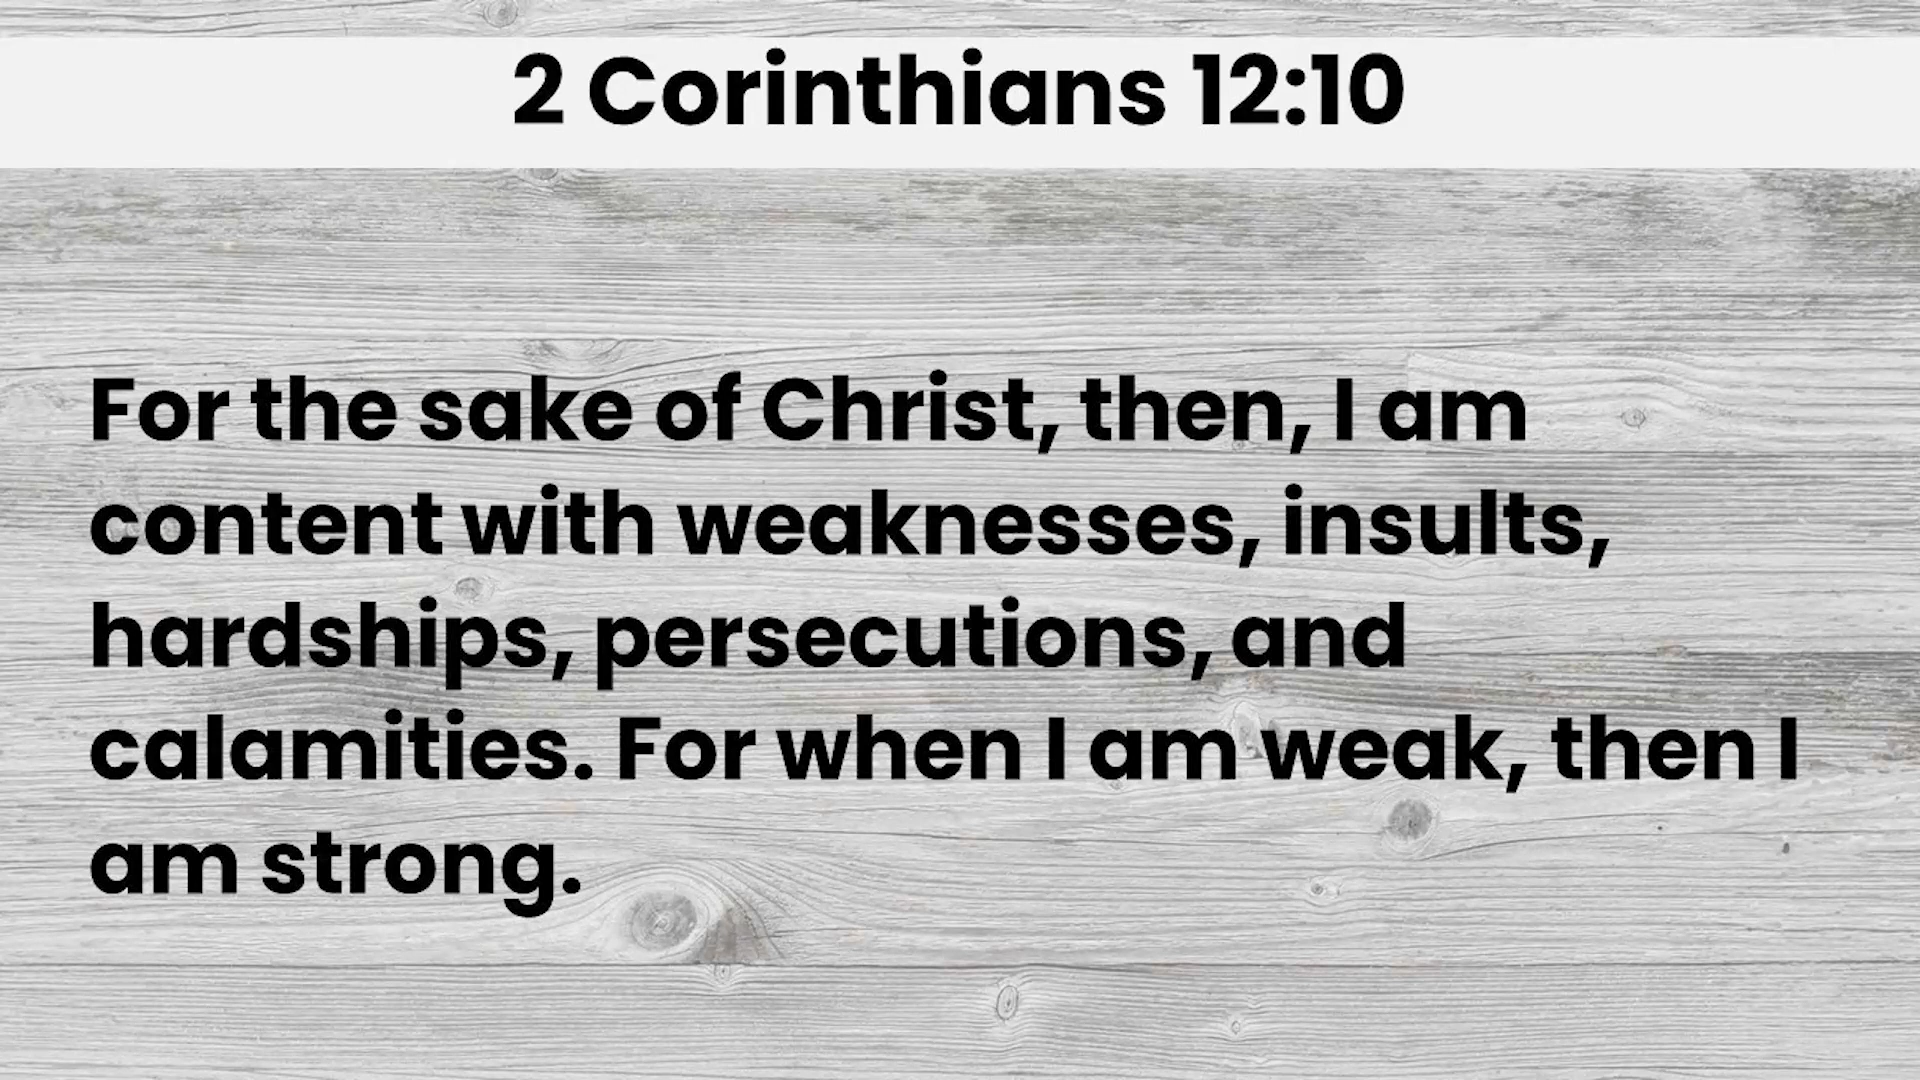 2 Corinthians 12:10
For the sake of Christ, then, I am
content with weaknesses, insults,
hardships, persecutions, and
calamities. For when I am weak, then I
am strong.